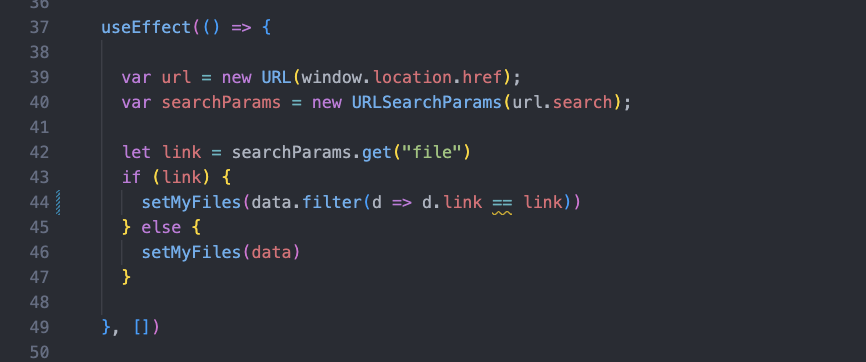 36
37 useEffect(() => {
38
39 var url = new URL(window.location.href);
40 var searchParams = new URLSearchParams(url.search);
41
42 let link = searchParams.get("file")
43 if (link) {
44 setMyFiles(data.filter(d => d.link == link))
45 } else {
46 setMyFiles(data)
47 }
48
49 }, [])
50